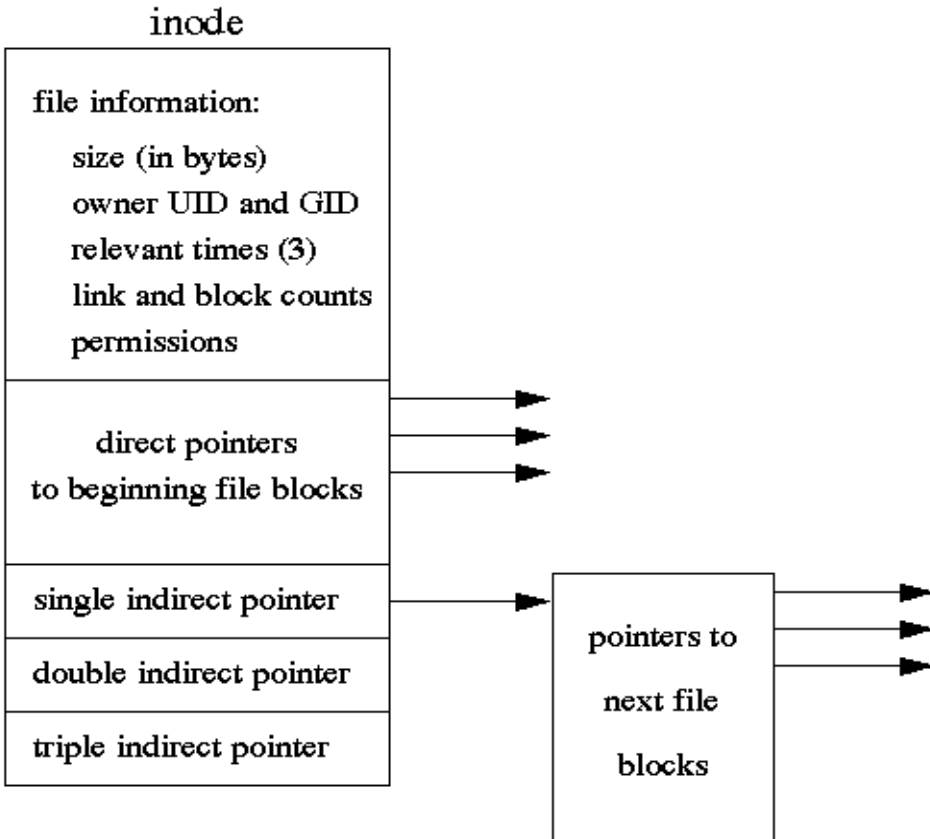 inode
file information:
size (in bytes)
owner UID and GID
relevant times (3)
link and block counts
permissions
direct pointers
to beginning file blocks
single indirect pointer
double indirect pointer
triple indirect pointer
pointers to
next file
blocks